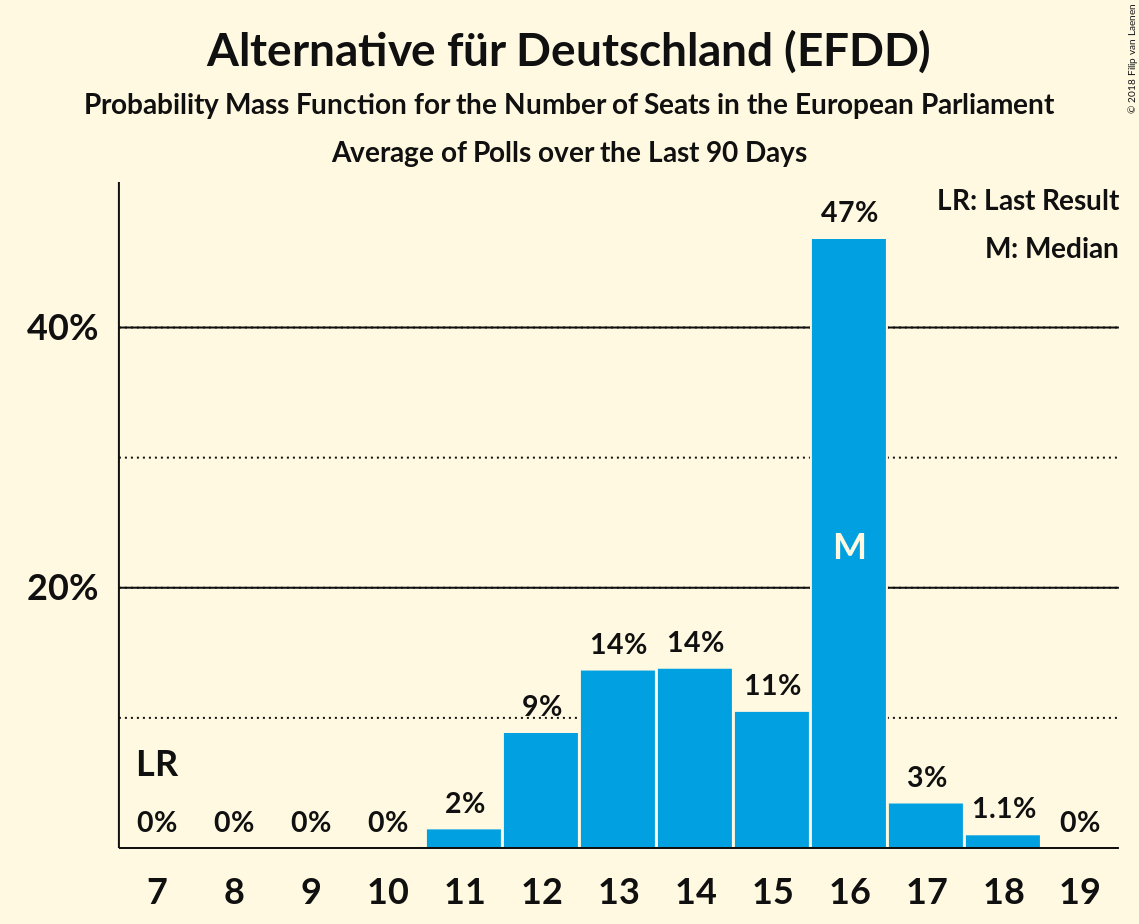 Alternative für Deutschland (EFDD)
Probability Mass Function for the Number of Seats in the European Parliament
Average of Polls over the Last 90 Days
© 2018 Filip van Laenen
LR: Last Result
M: Median
47%
40%
M
20%
14% 14%
11%
9%
LR
3%
2%
1.1%
0% 0% 0% 0% 0%
7 8 9 10 11 12 13 14 15 16 17 18 19